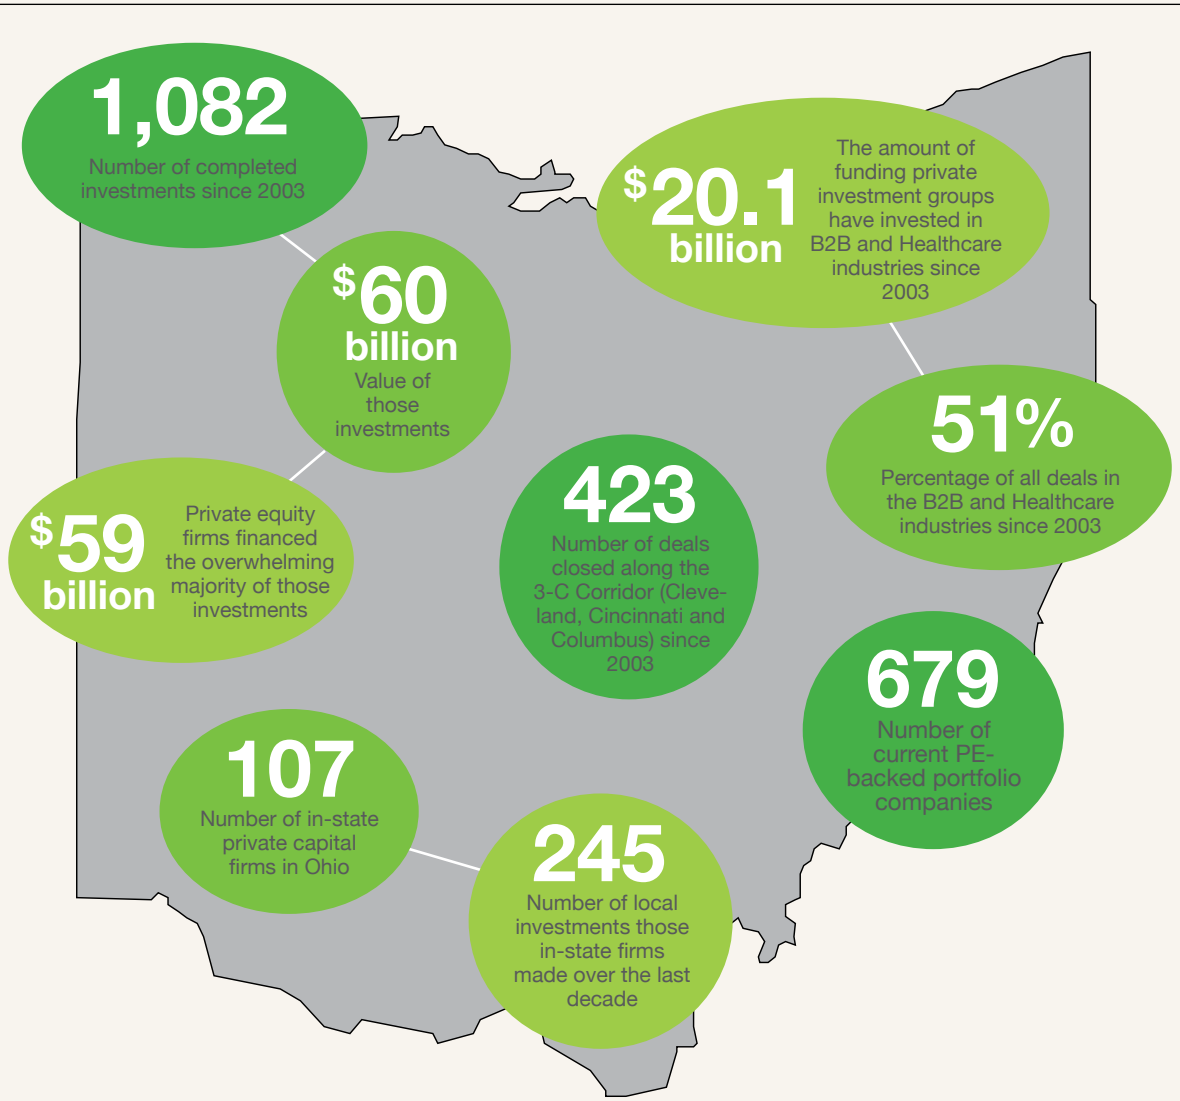 1,082
Number of completed
investments since 2003
$60
billion
Value of
those
investments
$59
billion
Private equity
firms financed
the overwhelming
majority of those
investments
$20.1
billion
The amount of
funding private
investment groups
have invested in
B2B and Healthcare
industries since
2003
51%
Percentage of all deals in
the B2B and Healthcare
industries since 2003
423
Number of deals
closed along the
3-C Corridor (Cleve-
land, Cincinnati and
Columbus) since
2003
679
Number of
current PE-
backed portfolio
companies
107
Number of in-state
private capital
firms in Ohio
245
Number of local
investments those
in-state firms
made over the last
decade